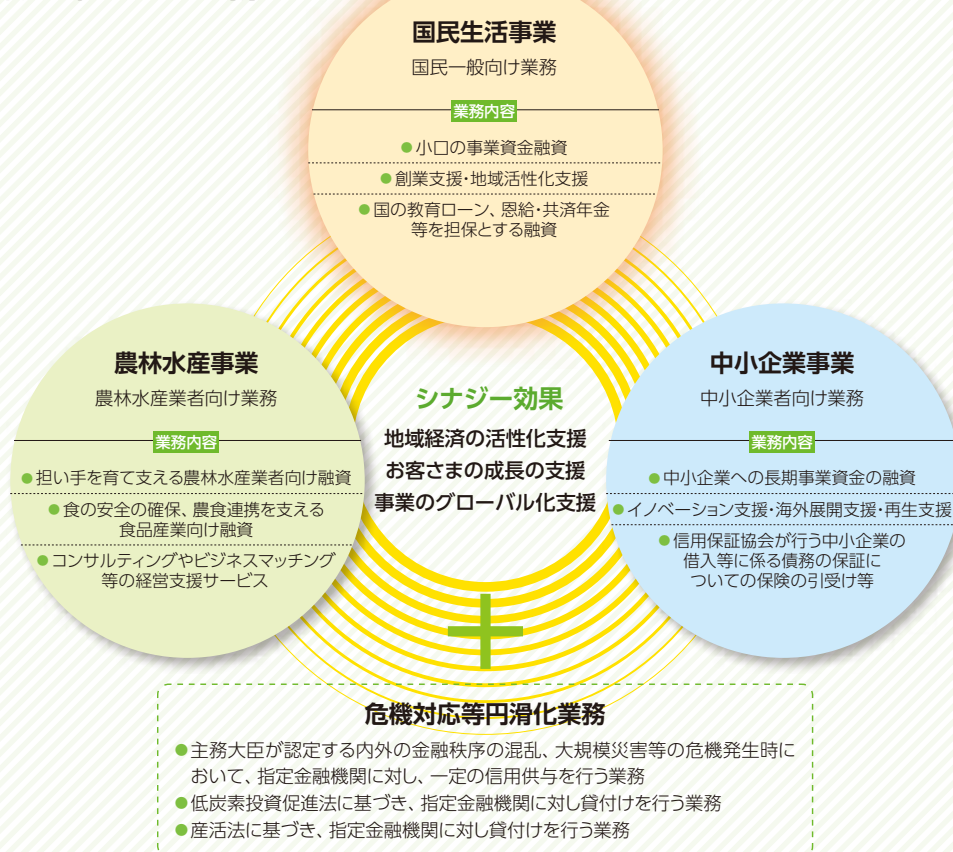 国民生活事業
国民一般向け業務
業務内容
●小口の事業資金融資
●創業支援・地域活性化支援
●国の教育ローン、恩給・共済年金
等を担保とする融資
農林水産事業
農林水産業者向け業務
業務内容
●担い手を育て支える農林水産業者向け融資
●食の安全の確保、農食連携を支える
食品産業向け融資
●コンサルティングやビジネスマッチング
等の経営支援サービス
シナジー効果
地域経済の活性化支援
お客さまの成長の支援
事業のグローバル化支援
中小企業事業
中小企業者向け業務
業務内容
●中小企業への長期事業資金の融資
●イノベーション支援・海外展開支援・再生支援
●信用保証協会が行う中小企業の
借入等に係る債務の保証に
ついての保険の引受け等
＋
危機対応等円滑化業務
●主務大臣が認定する内外の金融秩序の混乱、大規模災害等の危機発生時に
おいて、指定金融機関に対し、一定の信用供与を行う業務
●低炭素投資促進法に基づき、指定金融機関に対し貸付けを行う業務
●産活法に基づき、指定金融機関に対し貸付けを行う業務